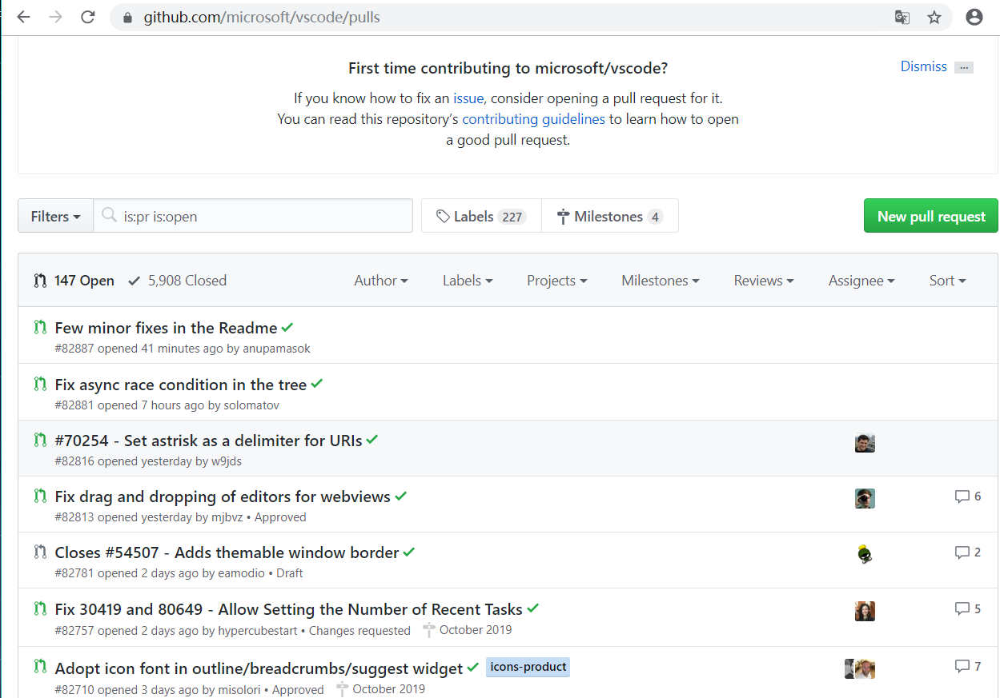 github.com/microsoft/vscode/pulls
First time contributing to microsoft/vscode?
Dismiss
If you know how to fix an issue, consider opening a pull request for it.
You can read this repository's contributing guidelines to learn how to open
a good pull request.
Filters
is:pr is:open
Labels 227
Milestones 4
New pull request
147 Open
5,908 Closed
Author
Labels
Projects
Milestones
Reviews
Assignee
Sort
Few minor fixes in the Readme
#82887 opened 41 minutes ago by anupamasok
Fix async race condition in the tree
#82881 opened 7 hours ago by solomatov
#70254 - Set astrisk as a delimiter for URIs
#82816 opened yesterday by w9jds
Fix drag and dropping of editors for webviews
6
#82813 opened yesterday by mjbvz • Approved
Closes #54507 - Adds themable window border
2
#82781 opened 2 days ago by eamodio • Draft
Fix 30419 and 80649 - Allow Setting the Number of Recent Tasks
5
#82757 opened 2 days ago by hypercubestart • Changes requested October 2019
Adopt icon font in outline/breadcrumbs/suggest widget icons-product
7
#82710 opened 3 days ago by misolori • Approved October 2019